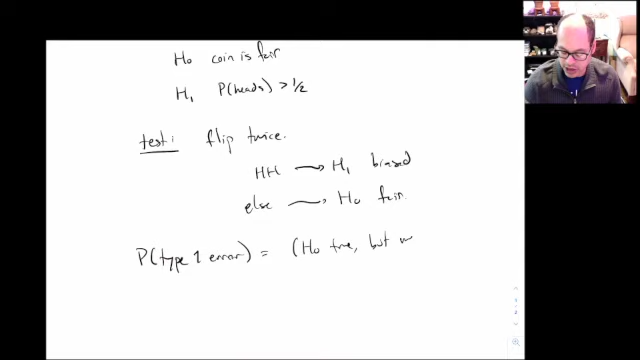 H0 coin is fair
H1 P(heads) > 1/2
test: flip twice.
HH → H1 biased
else → H0 fair.
P(type 1 error) = (H0 true, but w